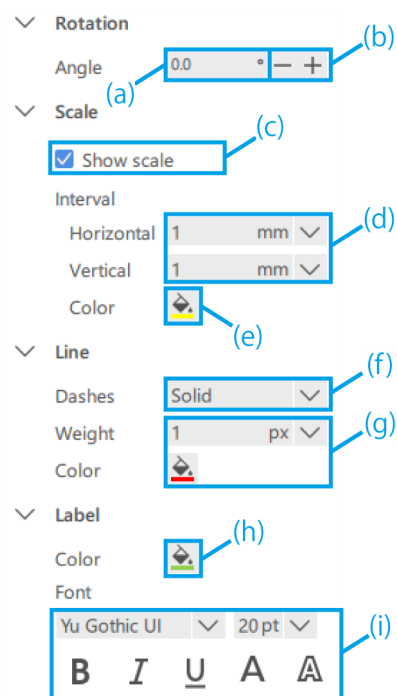 Rotation
(b)
Angle 0.0 °
(a)
Scale
(c)
Show scale
Interval
(d)
Horizontal 1 mm
Vertical 1 mm
Color
(e)
Line
(f)
Dashes Solid
Weight 1 px
(g)
Color
Label
(h)
Color
Font
Yu Gothic UI 20 pt
(i)
B I U A A